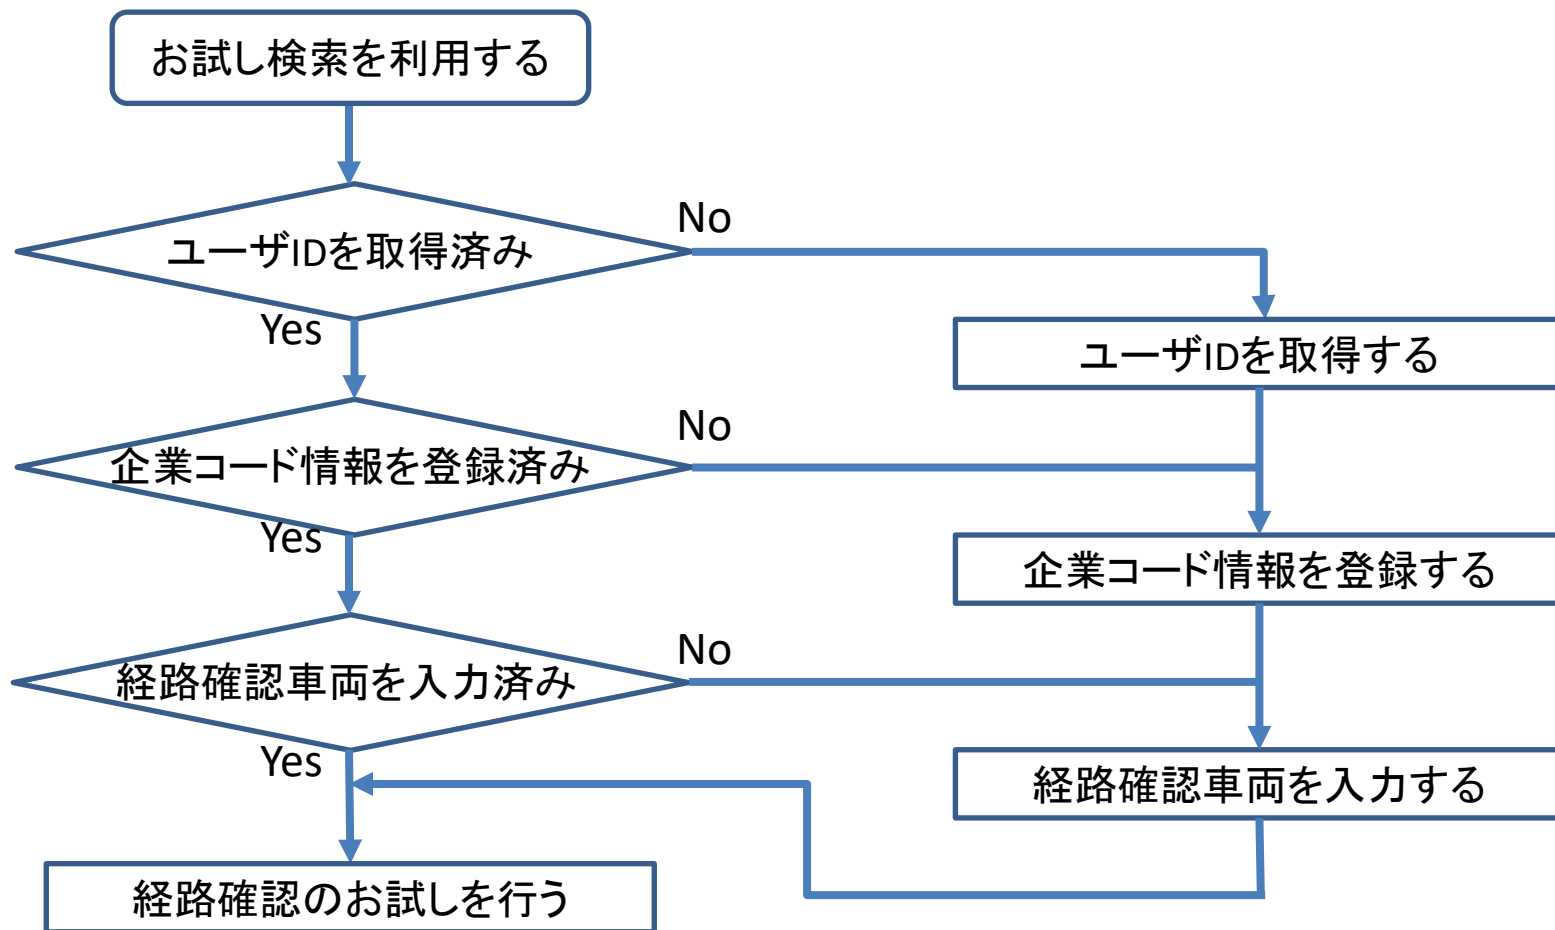 お試し検索を利用する
No
ユーザIDを取得済み
Yes
ユーザIDを取得する
No
企業コード情報を登録済み
Yes
企業コード情報を登録する
No
経路確認車両を入力済み
Yes
経路確認車両を入力する
経路確認のお試しを行う